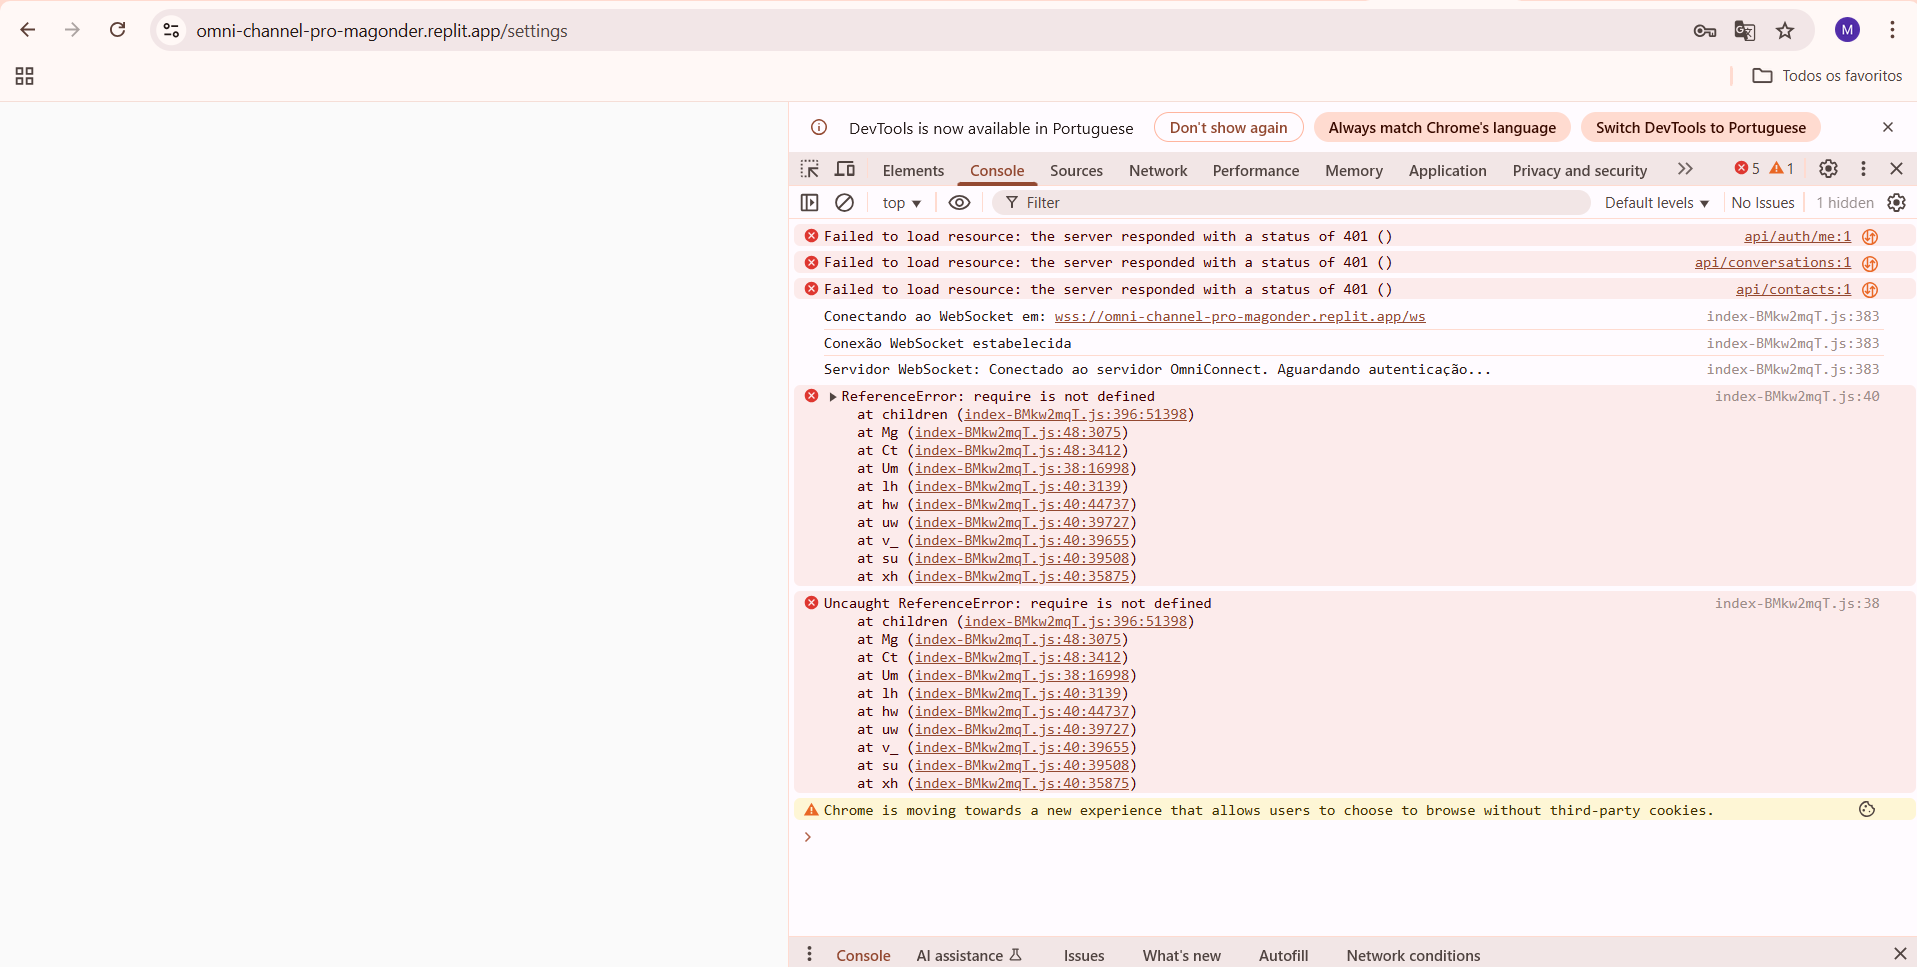 omni-channel-pro-magonder.replit.app/settings
M
Todos os favoritos
DevTools is now available in Portuguese
Don't show again
Always match Chrome's language
Switch DevTools to Portuguese
Elements Console Sources Network Performance Memory Application Privacy and security 5 1
top Filter Default levels No Issues 1 hidden
Failed to load resource: the server responded with a status of 401 () api/auth/me:1
Failed to load resource: the server responded with a status of 401 () api/conversations:1
Failed to load resource: the server responded with a status of 401 () api/contacts:1
Conectando ao WebSocket em: wss://omni-channel-pro-magonder.replit.app/ws index-BMkw2mqT.js:383
Conexão WebSocket estabelecida index-BMkw2mqT.js:383
Servidor WebSocket: Conectado ao servidor OmniConnect. Aguardando autenticação... index-BMkw2mqT.js:383
ReferenceError: require is not defined index-BMkw2mqT.js:40
at children (index-BMkw2mqT.js:396:51398)
at Mg (index-BMkw2mqT.js:48:3075)
at Ct (index-BMkw2mqT.js:48:3412)
at Um (index-BMkw2mqT.js:38:16998)
at lh (index-BMkw2mqT.js:40:3139)
at hw (index-BMkw2mqT.js:40:44737)
at uw (index-BMkw2mqT.js:40:39727)
at v_ (index-BMkw2mqT.js:40:39655)
at su (index-BMkw2mqT.js:40:39508)
at xh (index-BMkw2mqT.js:40:35875)
Uncaught ReferenceError: require is not defined index-BMkw2mqT.js:38
at children (index-BMkw2mqT.js:396:51398)
at Mg (index-BMkw2mqT.js:48:3075)
at Ct (index-BMkw2mqT.js:48:3412)
at Um (index-BMkw2mqT.js:38:16998)
at lh (index-BMkw2mqT.js:40:3139)
at hw (index-BMkw2mqT.js:40:44737)
at uw (index-BMkw2mqT.js:40:39727)
at v_ (index-BMkw2mqT.js:40:39655)
at su (index-BMkw2mqT.js:40:39508)
at xh (index-BMkw2mqT.js:40:35875)
Chrome is moving towards a new experience that allows users to choose to browse without third-party cookies.
Console AI assistance Issues What's new Autofill Network conditions